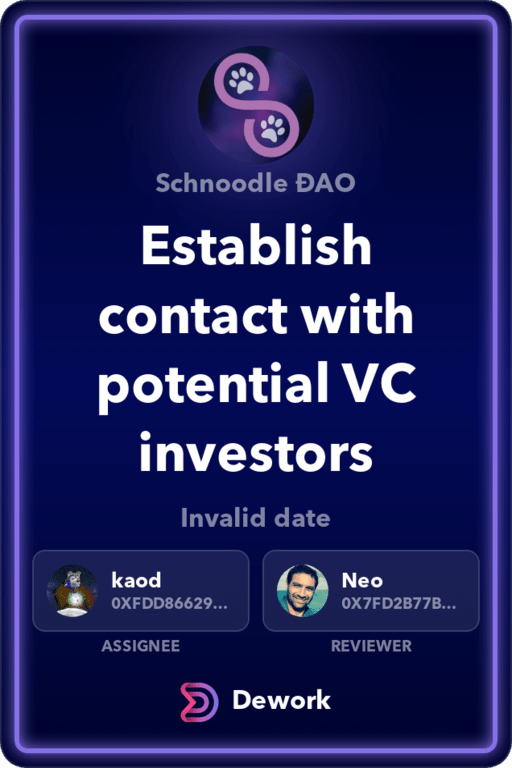 Schnoodle ĐAO
Establish
contact with
potential VC
investors
Invalid date
kaod
0XFDD86629...
Neo
0X7FD2B77B...
ASSIGNEE
REVIEWER
Dework